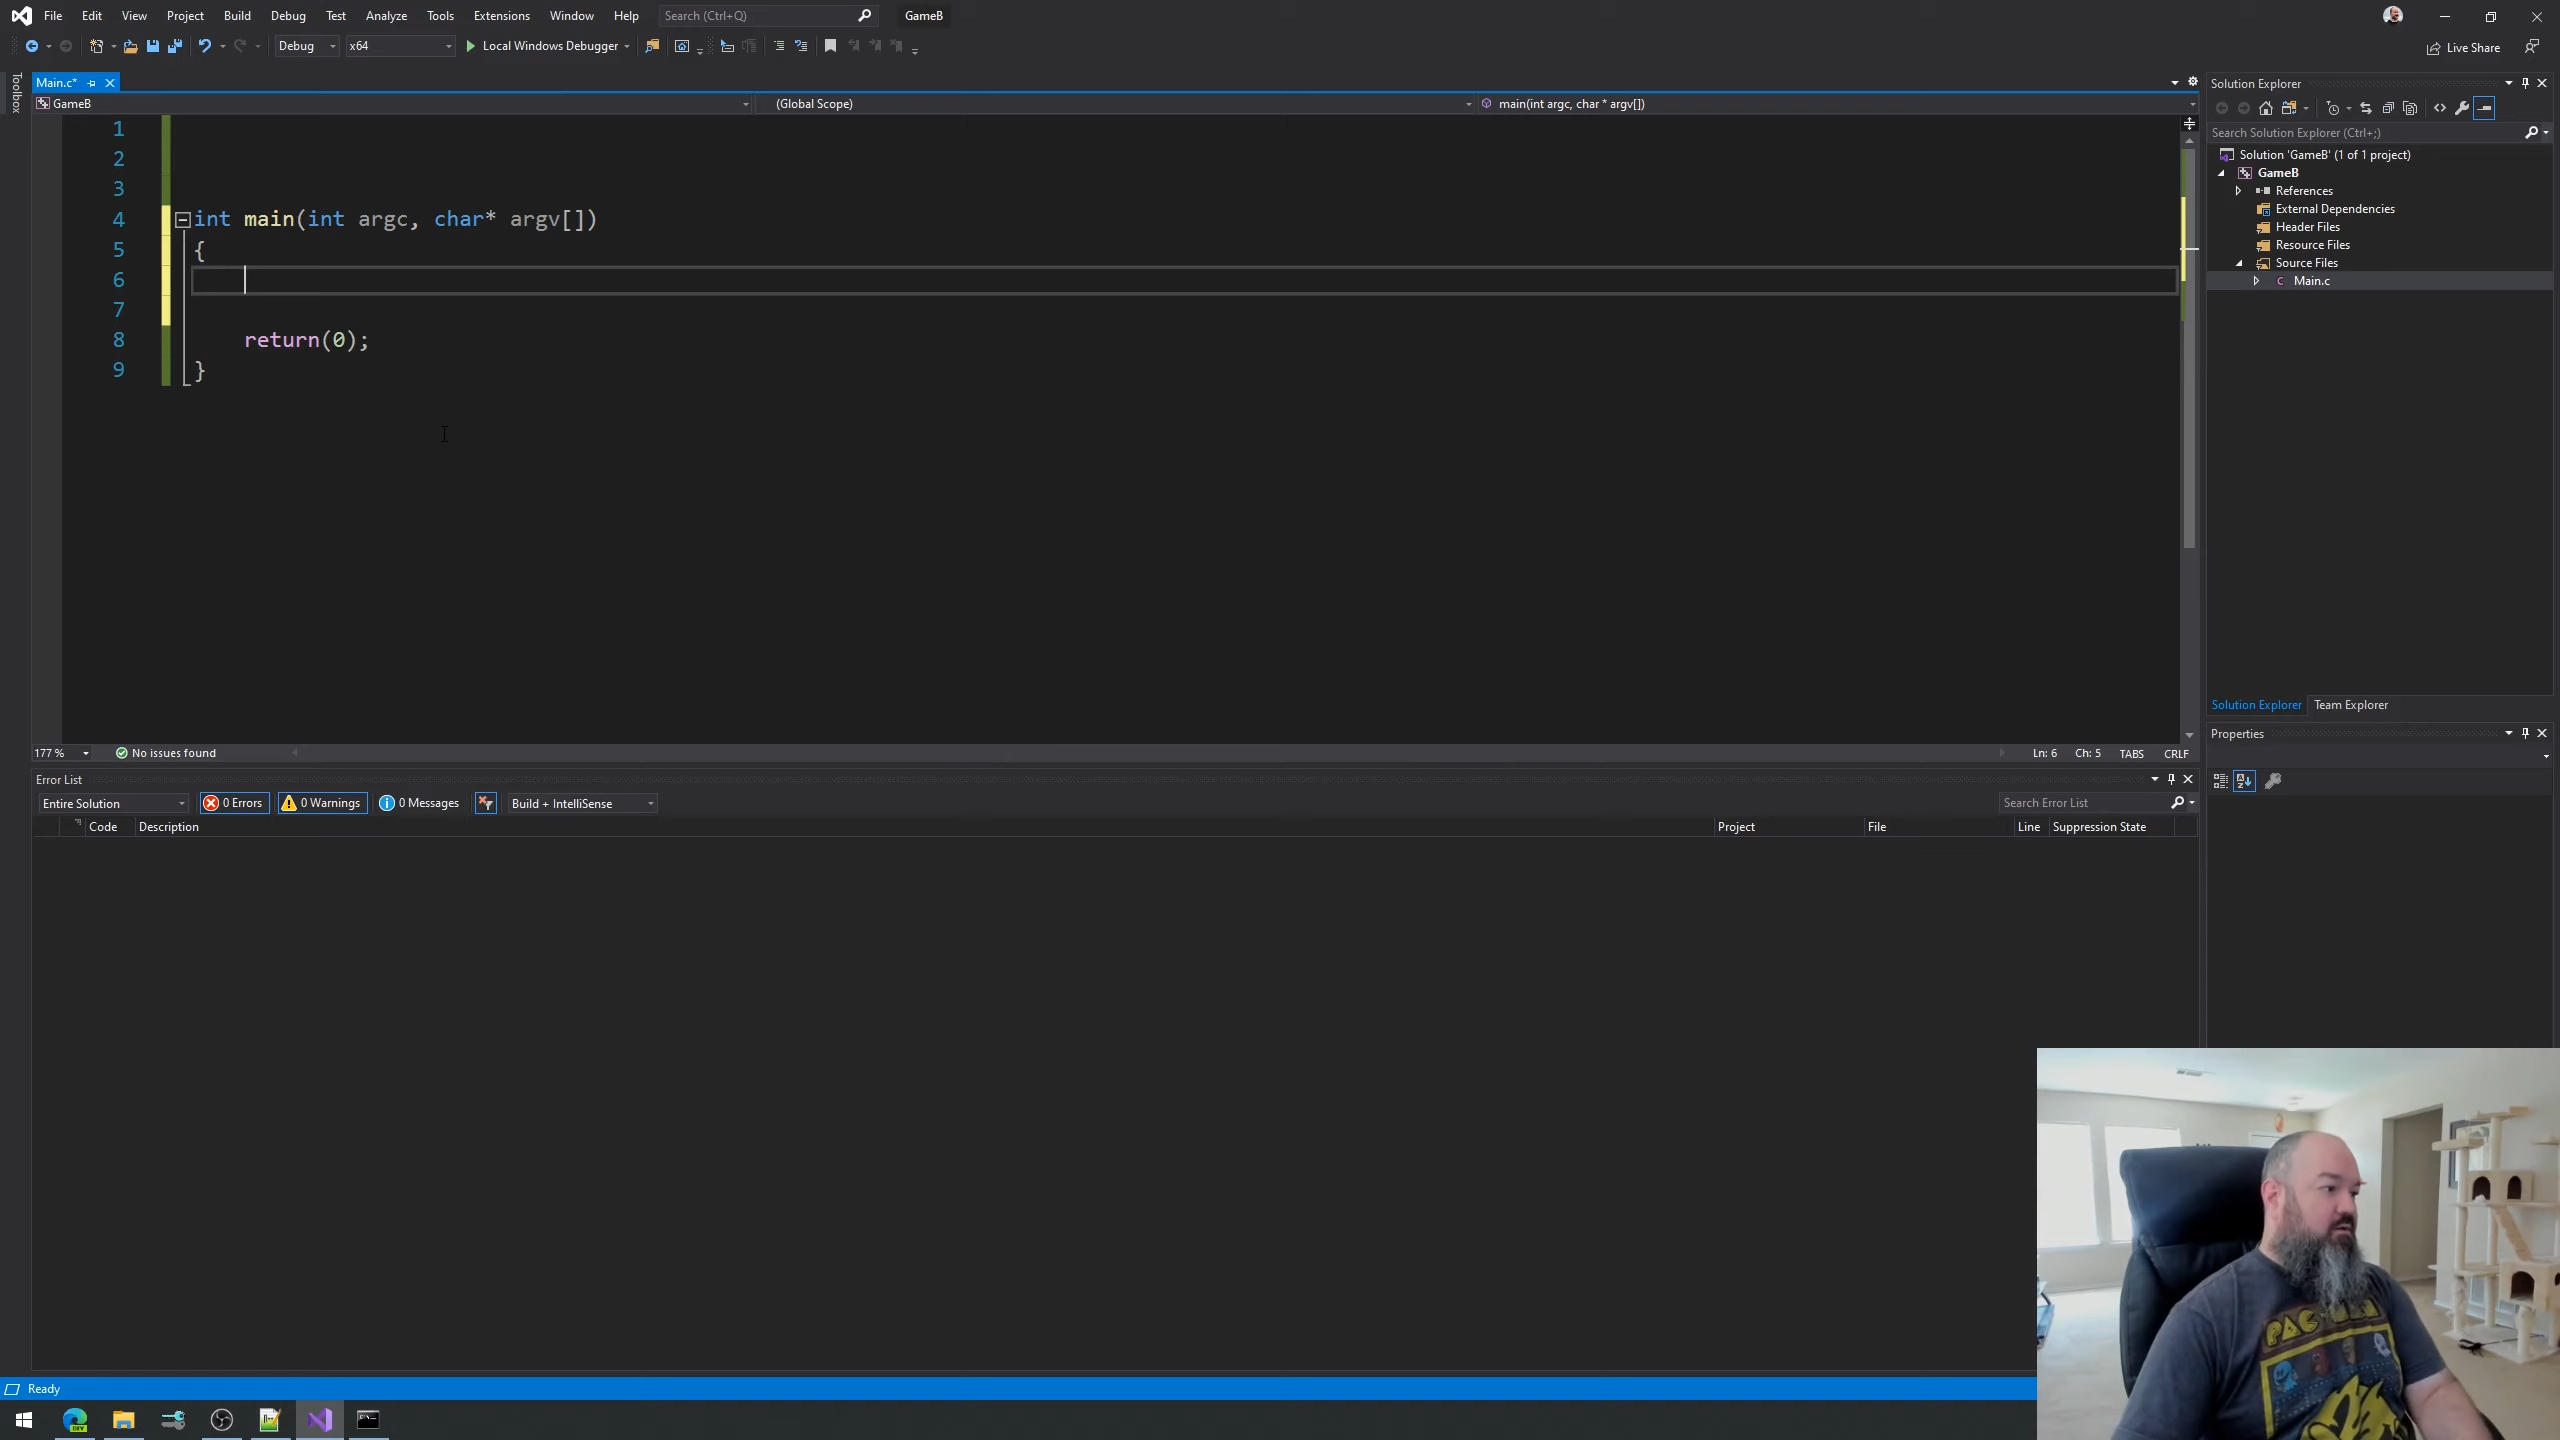 File Edit View Project Build Debug Test Analyze Tools Extensions Window Help Search (Ctrl+Q) GameB
Debug x64 Local Windows Debugger Live Share
Toolbox
Main.c*
GameB (Global Scope) main(int argc, char * argv[])
1
2
3
4 int main(int argc, char* argv[])
5 {
6
7
8 return(0);
9 }
177 % No issues found Ln: 6 Ch: 5 TABS CRLF
Error List
Entire Solution 0 Errors 0 Warnings 0 Messages Build + IntelliSense Search Error List
Code Description Project File Line Suppression State
Solution Explorer
Search Solution Explorer (Ctrl+;)
Solution 'GameB' (1 of 1 project)
GameB
References
External Dependencies
Header Files
Resource Files
Source Files
Main.c
Solution Explorer Team Explorer
Properties
Ready
DEV
PAC-MAN